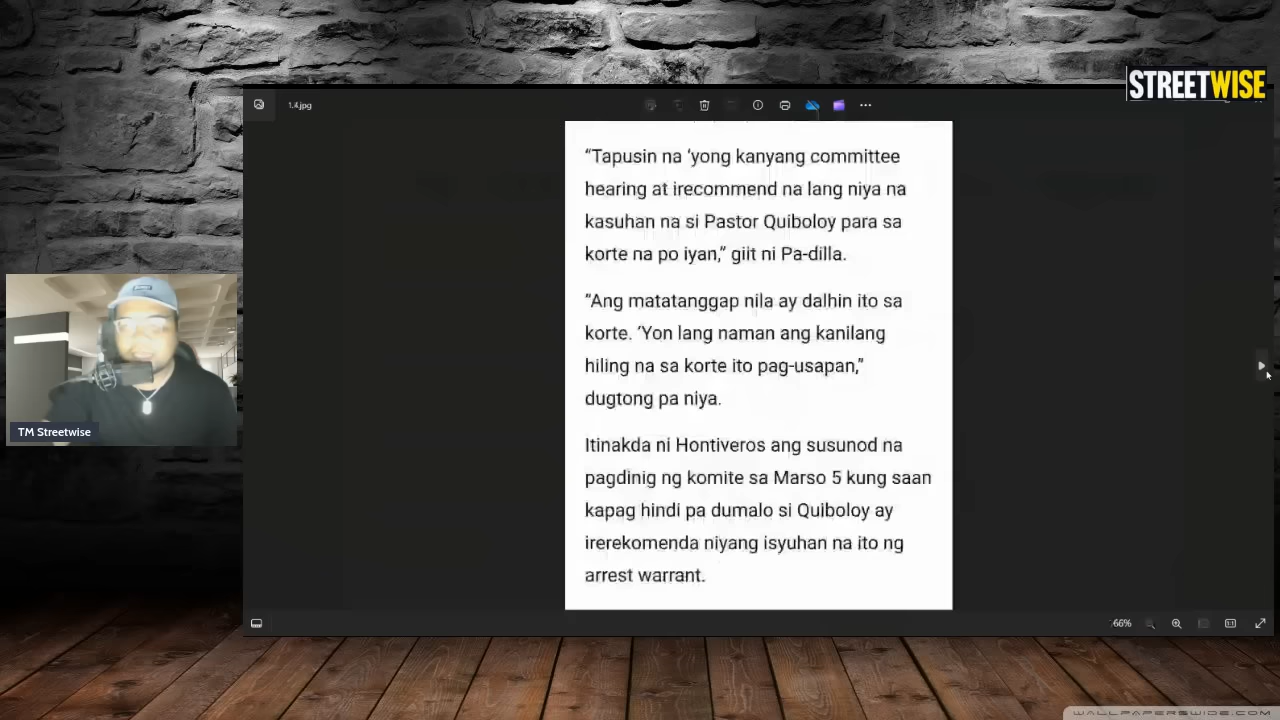 STREETWISE
1.4.jpg
“Tapusin na ‘yong kanyang committee
hearing at irecommend na lang niya na
kasuhan na si Pastor Quiboloy para sa
korte na po iyan,” giit ni Pa-dilla.
”Ang matatanggap nila ay dalhin ito sa
korte. ‘Yon lang naman ang kanilang
hiling na sa korte ito pag-usapan,”
dugtong pa niya.
Itinakda ni Hontiveros ang susunod na
pagdinig ng komite sa Marso 5 kung saan
kapag hindi pa dumalo si Quiboloy ay
irerekomenda niyang isyuhan na ito ng
arrest warrant.
TM Streetwise
66%
WALLPAPERSWIDE.COM